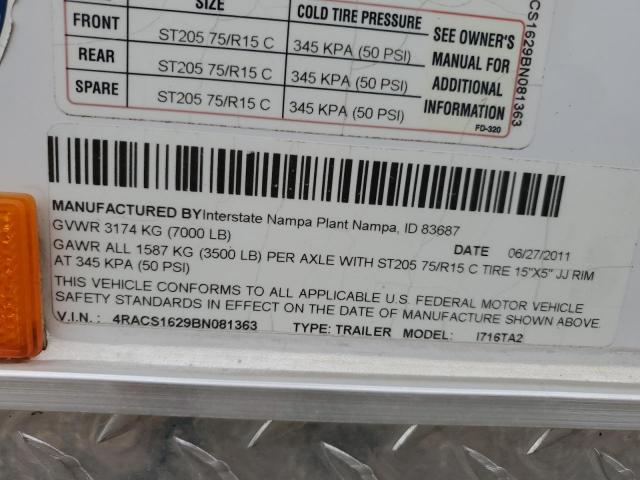 SIZE COLD TIRE PRESSURE
FRONT ST205 75/R15 C 345 KPA (50 PSI)
REAR ST205 75/R15 C 345 KPA (50 PSI)
SPARE ST205 75/R15 C 345 KPA (50 PSI)
SEE OWNER'S
MANUAL FOR
ADDITIONAL
INFORMATION
FD-320
CS1629BN081363
MANUFACTURED BY Interstate Nampa Plant Nampa, ID 83687
GVWR 3174 KG (7000 LB) DATE 06/27/2011
GAWR ALL 1587 KG (3500 LB) PER AXLE WITH ST205 75/R15 C TIRE 15"X5" JJ RIM
AT 345 KPA (50 PSI)
THIS VEHICLE CONFORMS TO ALL APPLICABLE U.S. FEDERAL MOTOR VEHICLE
SAFETY STANDARDS IN EFFECT ON THE DATE OF MANUFACTURE SHOWN ABOVE.
V.I.N.: 4RACS1629BN081363 TYPE: TRAILER MODEL: I716TA2